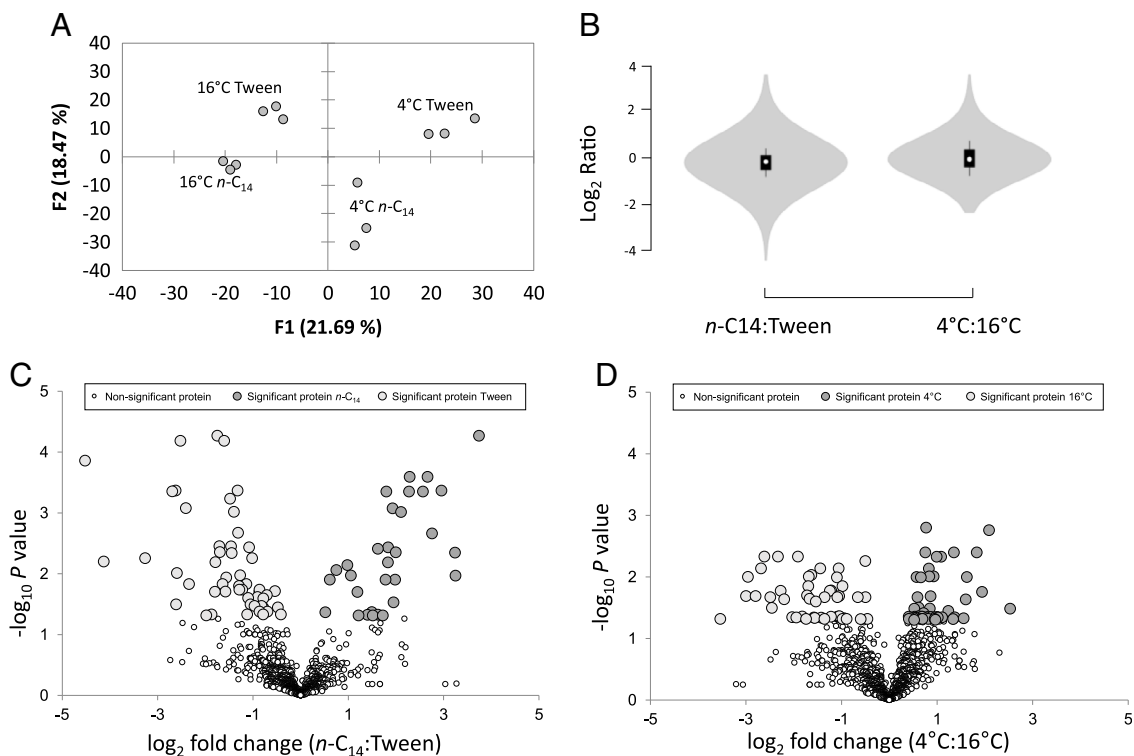 A
40
30
20
10
0
-10
-20
-30
-40
-40 -30 -20 -10 0 10 20 30 40
F2 (18.47 %)
F1 (21.69 %)
16°C Tween
4°C Tween
16°C n-C14
4°C n-C14
B
4
2
0
-2
-4
Log2 Ratio
n-C14:Tween 4°C:16°C
C
5
4
3
2
1
0
-log10 P value
Non-significant protein Significant protein n-C14 Significant protein Tween
-5 -3 -1 1 3 5
log2 fold change (n-C14:Tween)
D
5
4
3
2
1
0
-log10 P value
Non-significant protein Significant protein 4°C Significant protein 16°C
-5 -3 -1 1 3 5
log2 fold change (4°C:16°C)